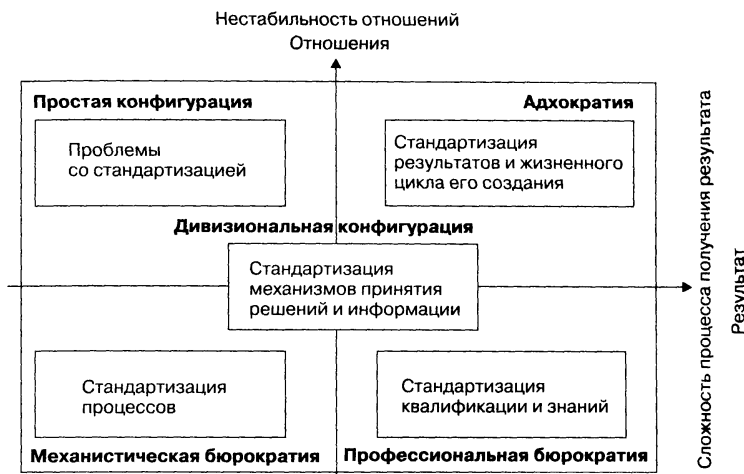 Нестабильность отношений
Отношения
Простая конфигурация
Адхократия
Проблемы
со стандартизацией
Стандартизация
результатов и жизненного
цикла его создания
Дивизиональная конфигурация
Стандартизация
механизмов принятия
решений и информации
Стандартизация
процессов
Стандартизация
квалификации и знаний
Механистическая бюрократия
Профессиональная бюрократия
Сложность процесса получения результата
Результат